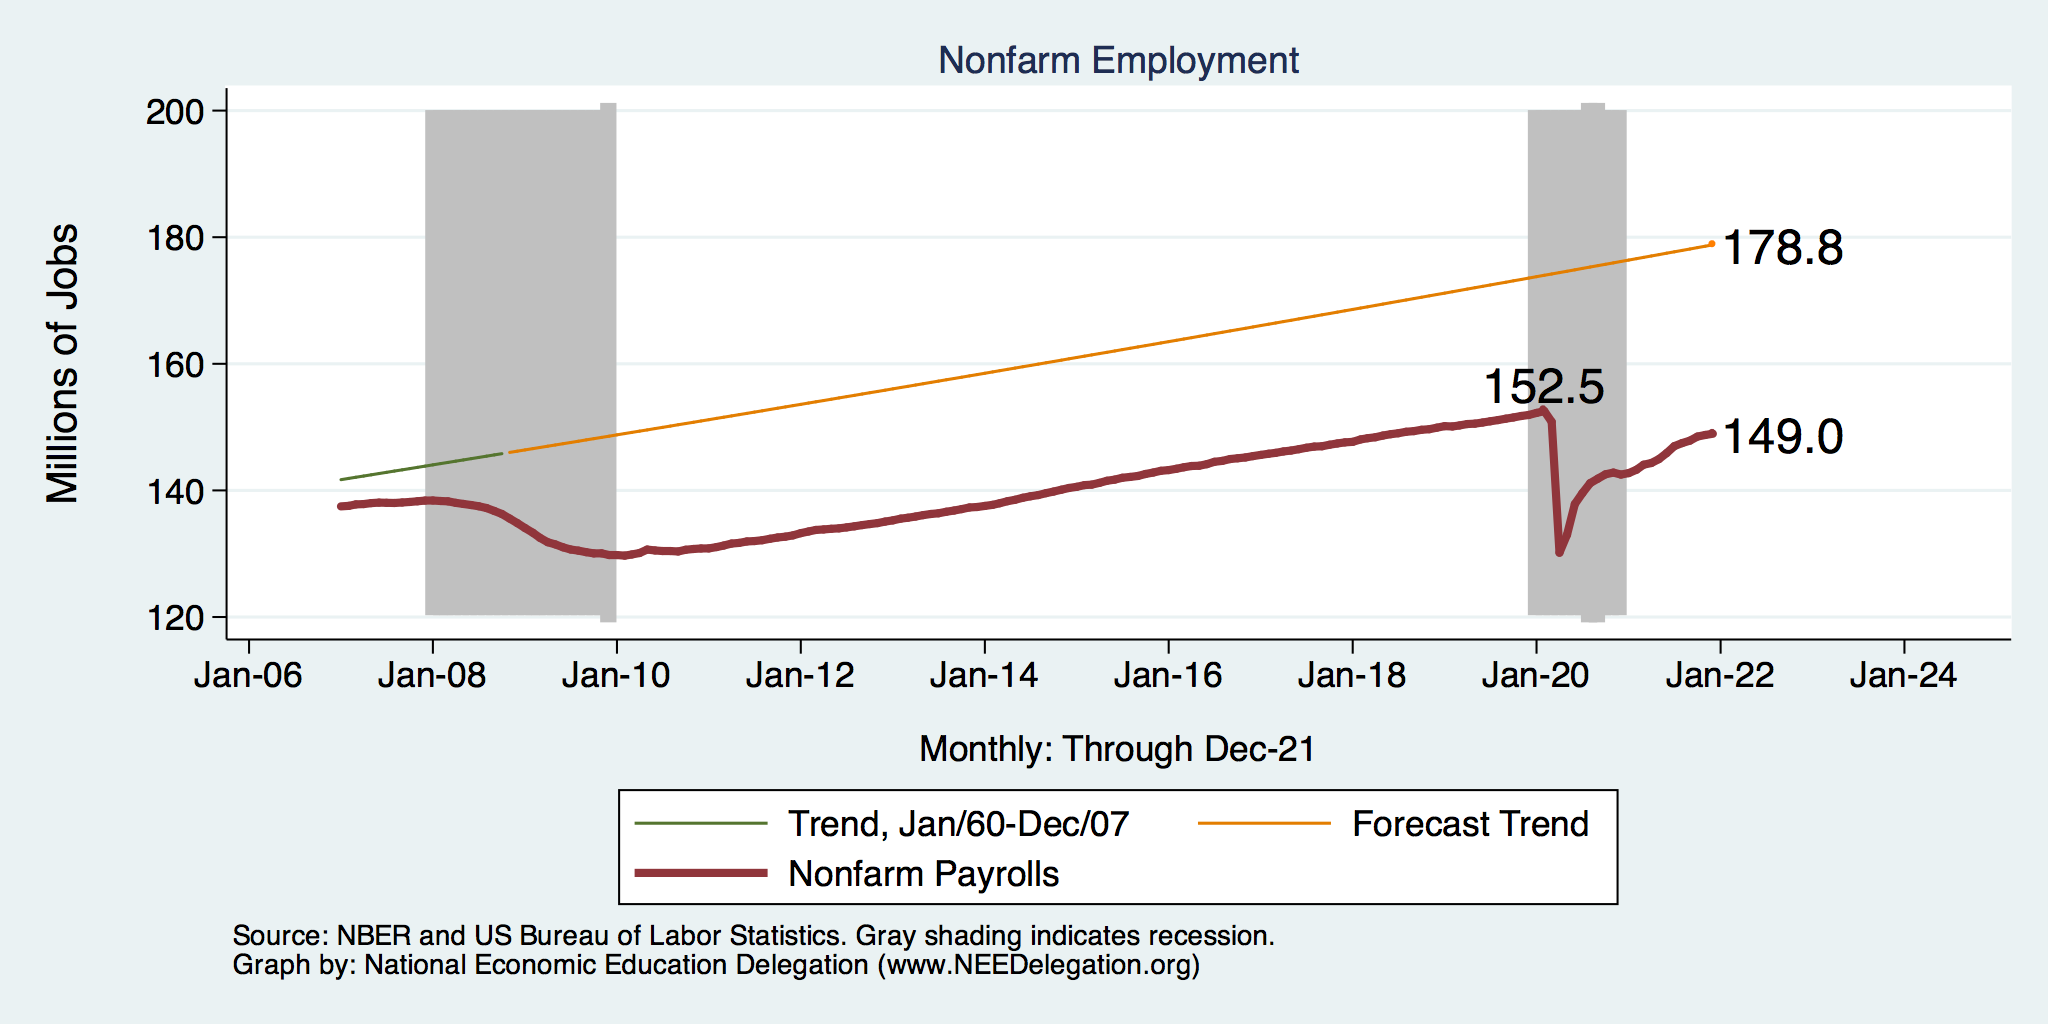 Nonfarm Employment
Millions of Jobs
200
180
160
140
120
178.8
152.5
149.0
Jan-06 Jan-08 Jan-10 Jan-12 Jan-14 Jan-16 Jan-18 Jan-20 Jan-22 Jan-24
Monthly: Through Dec-21
Trend, Jan/60-Dec/07 Forecast Trend
Nonfarm Payrolls
Source: NBER and US Bureau of Labor Statistics. Gray shading indicates recession.
Graph by: National Economic Education Delegation (www.NEEDelegation.org)